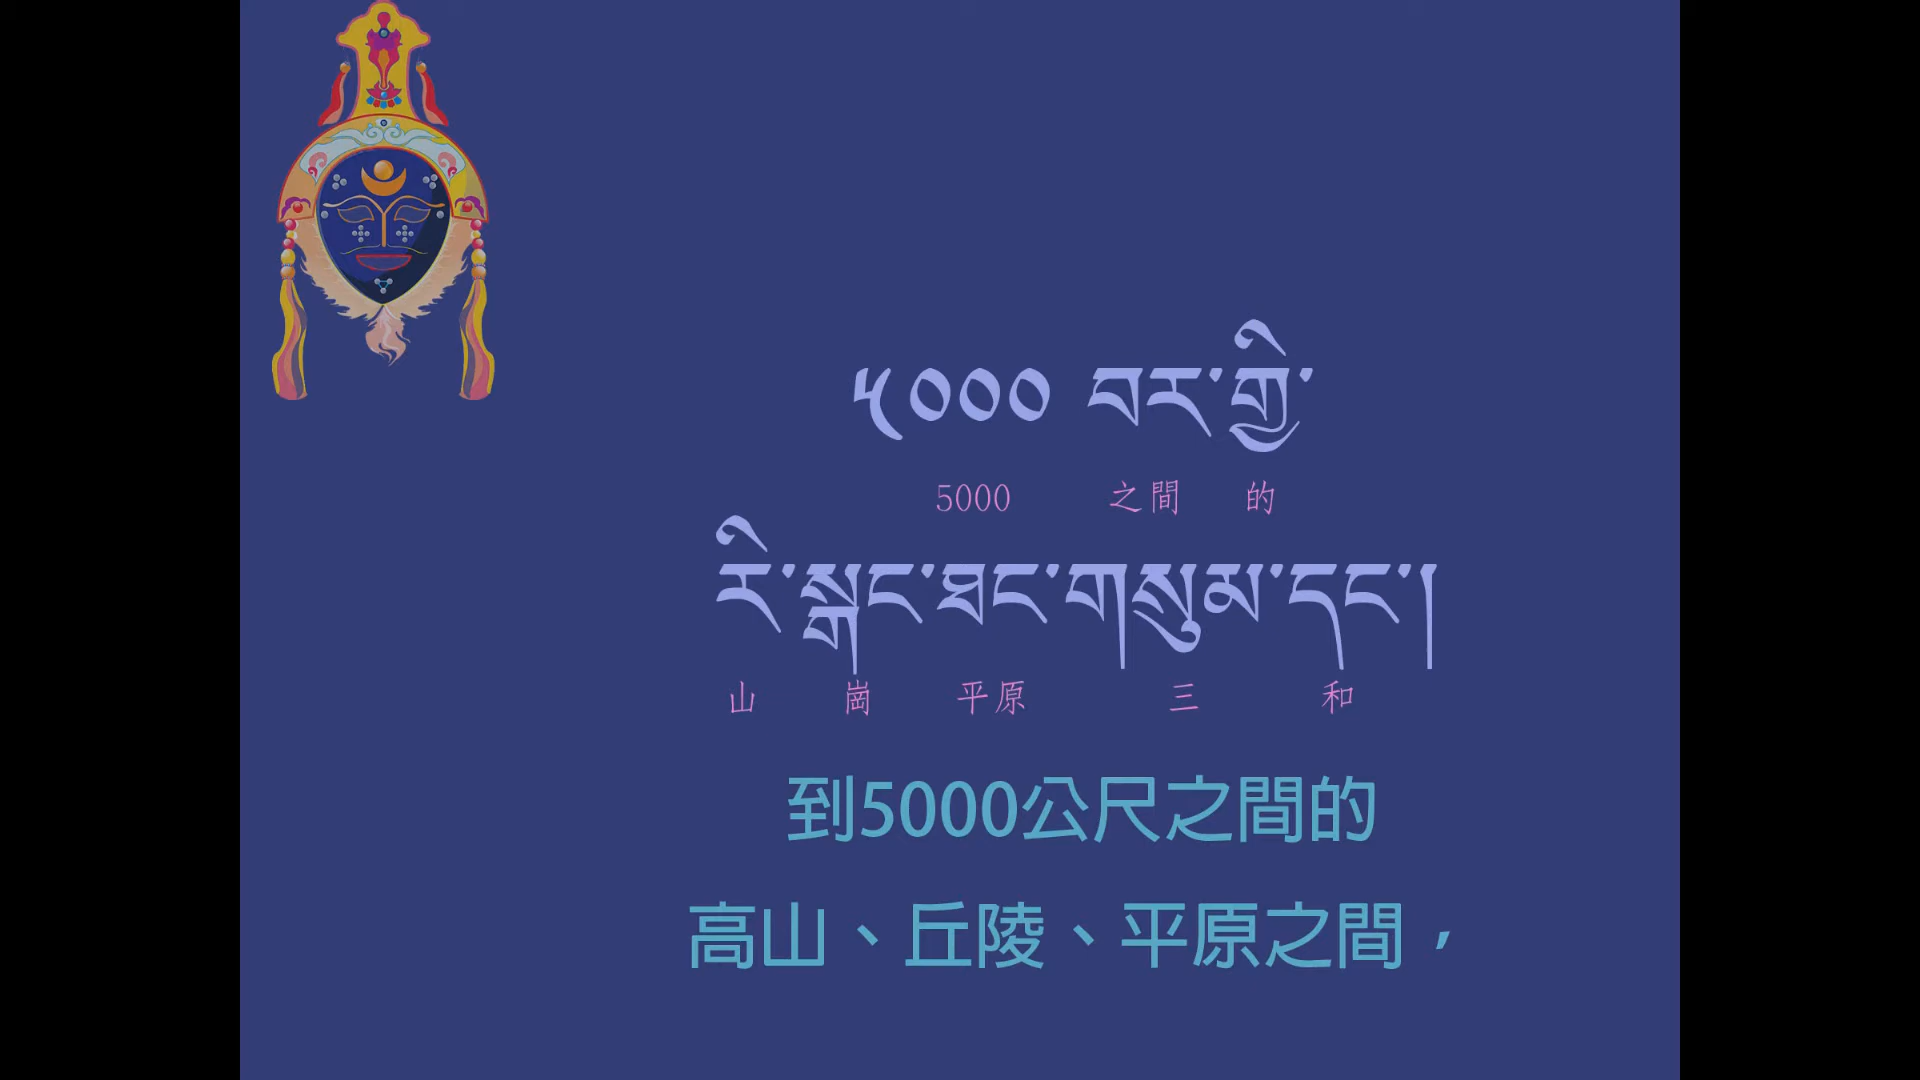 ༥༠༠༠ བར་གྱི་
5000 之間 的
རི་སྒང་ཐང་གསུམ་དང་།
山 崗 平原 三 和
到5000公尺之間的
高山、丘陵、平原之間，